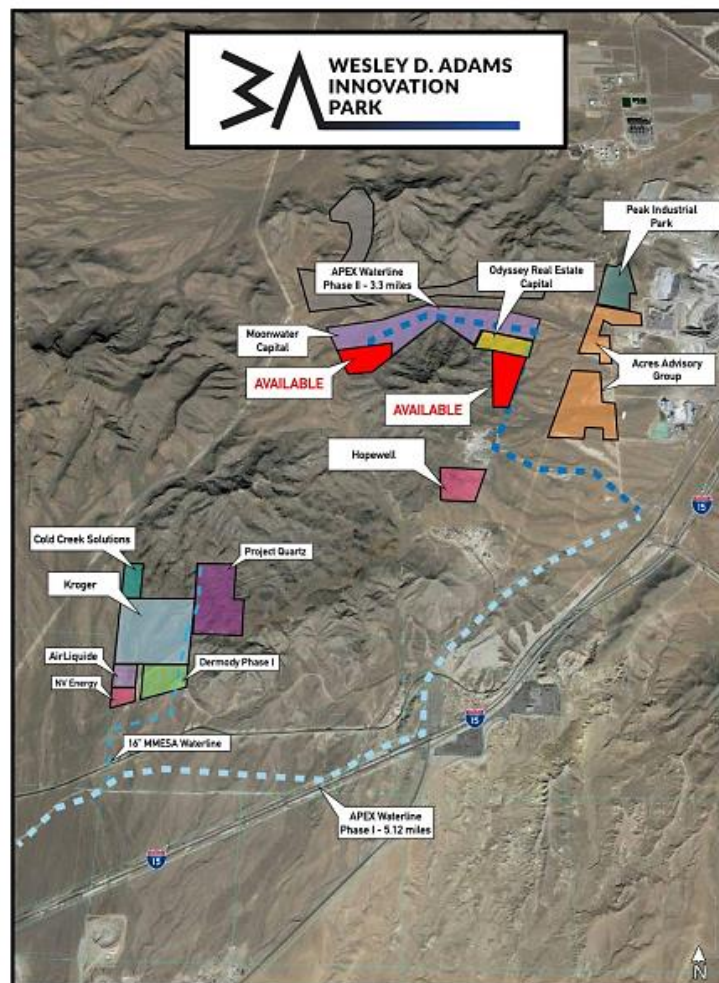 WESLEY D. ADAMS
INNOVATION
PARK
Peak Industrial
Park
APEX Waterline
Phase II - 3.3 miles
Odyssey Real Estate
Capital
Moonwater
Capital
AVAILABLE
Acres Advisory
Group
AVAILABLE
Hopewell
15
Cold Creek Solutions
Project Quartz
Kroger
AirLiquide
Dermody Phase I
NV Energy
15
16" MMESA Waterline
APEX Waterline
Phase I - 5.12 miles
15
N